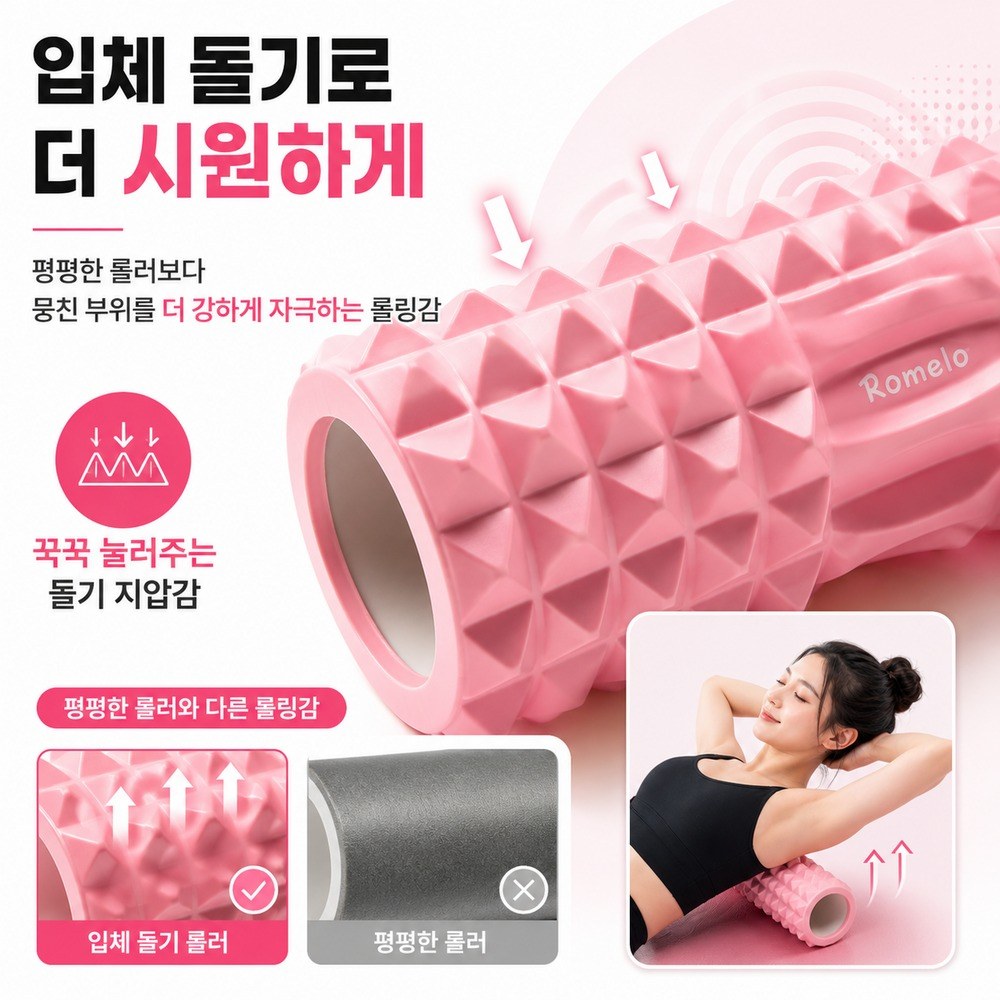 입체 돌기로
더 시원하게
평평한 롤러보다
뭉친 부위를 더 강하게 자극하는 롤링감
Romelo
꾹꾹 눌러주는
돌기 지압감
평평한 롤러와 다른 롤링감
입체 돌기 롤러
평평한 롤러